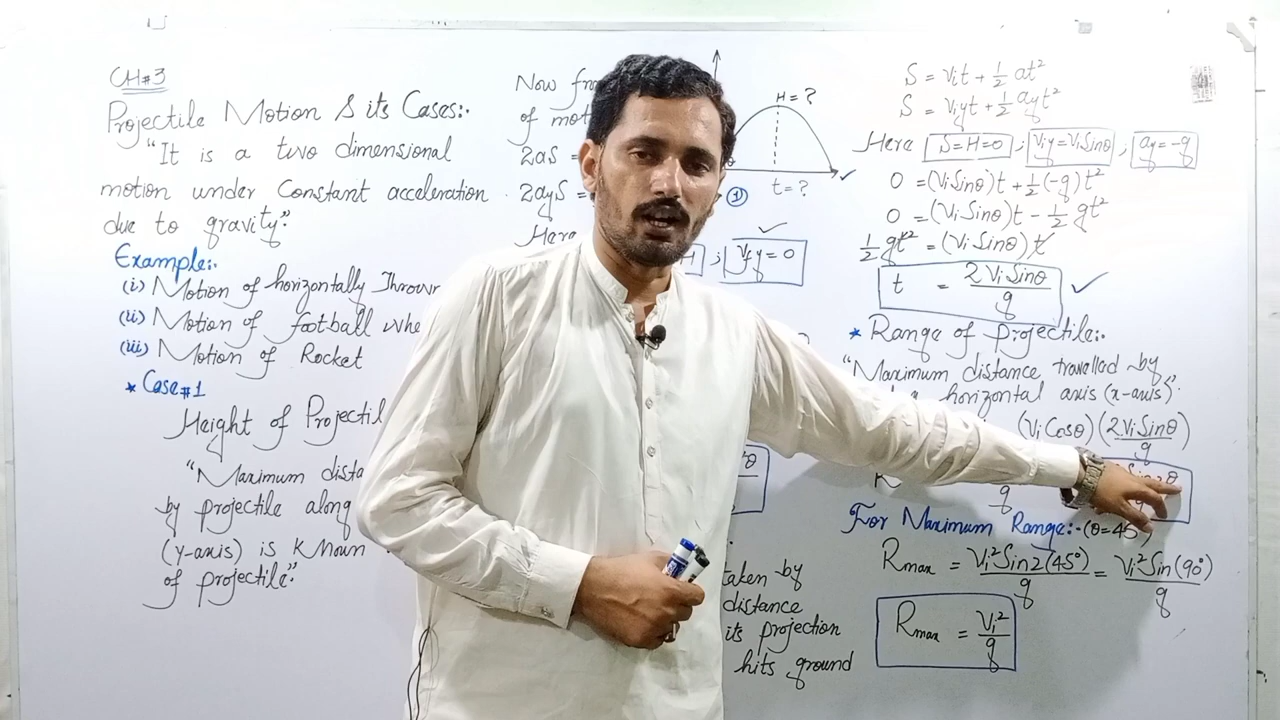 CH#3
Projectile Motion & its Cases:-
"It is a two dimensional
motion under Constant acceleration
due to gravity."
Example:-
(i) Motion of horizontally Thrown
(ii) Motion of football whe
(iii) Motion of Rocket
* Case#1
Height of Projectil
"Maximum dista
by projectile along
(y-axis) is Known
of projectile"
Now fro
of mot
2aS =
2ayS =
Here
H ; Vfy = 0
H = ?
t = ?
①
taken by
distance
its projection
hits ground
S = Vit + 1/2 at²
S = Viyt + 1/2 ayt²
Here S=H=0 ; Viy=ViSinθ ; ay=-g
0 = (ViSinθ)t + 1/2(-g)t²
0 = (ViSinθ)t - 1/2 gt²
1/2 gt² = (ViSinθ)t
t = 2ViSinθ/g
* Range of Projectile:-
"Maximum distance travelled by
horizontal axis (x-axis)".
(ViCosθ)(2ViSinθ/g)
For Maximum Range:- (θ=45°)
Rmax = Vi²Sin2(45°)/g = Vi²Sin(90°)/g
Rmax = Vi²/g